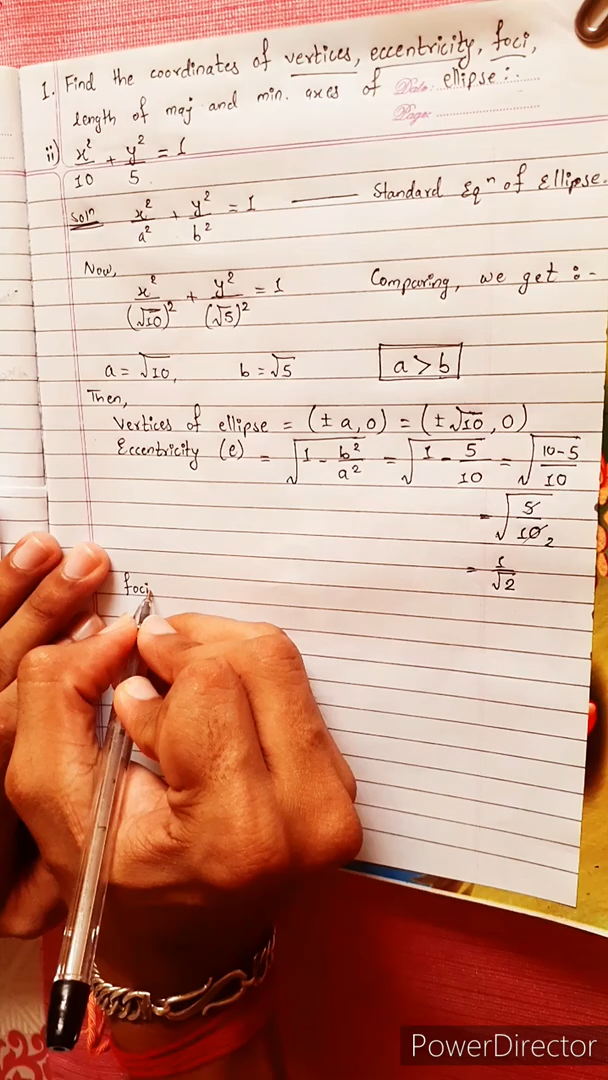 1. Find the coordinates of vertices, eccentricity, foci,
length of maj and min. axes of ellipse :.
Date: ..................
Page: ..................
ii) x²/10 + y²/5 = 1
Solⁿ x²/a² + y²/b² = 1 ——— Standard Eqⁿ of Ellipse.
Now,
x²/(√10)² + y²/(√5)² = 1 Comparing, we get :-
a = √10, b = √5 a > b
Then,
Vertices of ellipse = (± a, 0) = (± √10, 0)
Eccentricity (e) = √(1 - b²/a²) = √(1 - 5/10) = √((10-5)/10)
= √(5/10) 2
= 1/√2
foci
PowerDirector